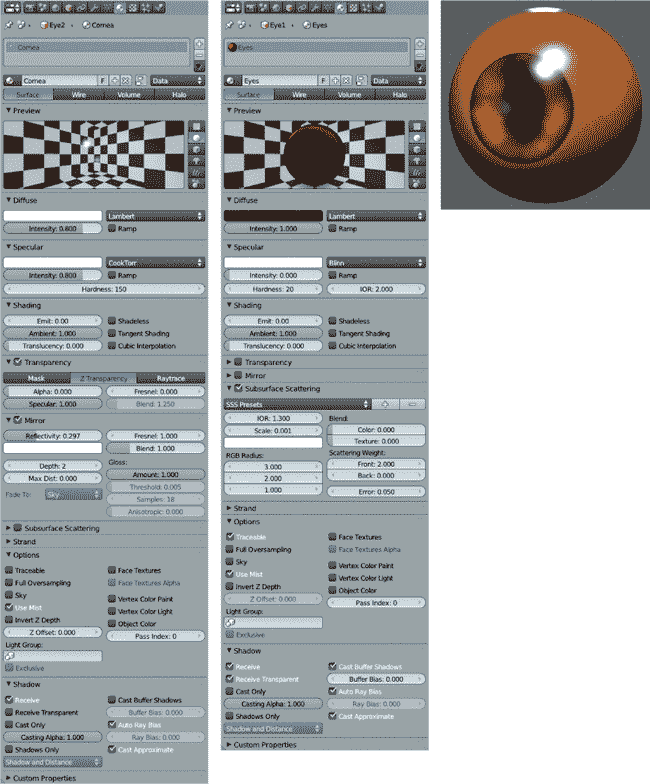 Eye2
Cornea
Cornea
Cornea
F
Data
Surface
Wire
Volume
Halo
Preview
Diffuse
Lambert
Intensity: 0.800
Ramp
Specular
CookTorr
Intensity: 0.800
Ramp
Hardness: 150
Shading
Emit: 0.00
Shadeless
Ambient: 1.000
Tangent Shading
Translucency: 0.000
Cubic Interpolation
Transparency
Mask
Z Transparency
Raytrace
Alpha: 0.000
Fresnel: 0.000
Specular: 1.000
Blend: 1.250
Mirror
Reflectivity: 0.297
Fresnel: 1.000
Blend: 1.000
Depth: 2
Gloss:
Max Dist: 0.000
Amount: 1.000
Threshold: 0.005
Fade To:
Sky
Samples: 18
Anisotropic: 0.000
Subsurface Scattering
Strand
Options
Traceable
Face Textures
Full Oversampling
Face Textures Alpha
Sky
Vertex Color Paint
Use Mist
Vertex Color Light
Invert Z Depth
Object Color
Z Offset: 0.000
Pass Index: 0
Light Group:
Exclusive
Shadow
Receive
Cast Buffer Shadows
Receive Transparent
Buffer Bias: 0.000
Cast Only
Auto Ray Bias
Casting Alpha: 1.000
Ray Bias: 0.000
Shadows Only
Cast Approximate
Shadow and Distance
Custom Properties
Eye1
Eyes
Eyes
Eyes
F
Data
Surface
Wire
Volume
Halo
Preview
Diffuse
Lambert
Intensity: 1.000
Ramp
Specular
Blinn
Intensity: 0.000
Ramp
Hardness: 20
IOR: 2.000
Shading
Emit: 0.00
Shadeless
Ambient: 1.000
Tangent Shading
Translucency: 0.000
Cubic Interpolation
Transparency
Mirror
Subsurface Scattering
SSS Presets
IOR: 1.300
Blend:
Scale: 0.001
Color: 0.000
Texture: 0.000
RGB Radius:
Scattering Weight:
3.000
Front: 2.000
2.000
Back: 0.000
1.000
Error: 0.050
Strand
Options
Traceable
Face Textures
Full Oversampling
Face Textures Alpha
Sky
Vertex Color Paint
Use Mist
Vertex Color Light
Invert Z Depth
Object Color
Z Offset: 0.000
Pass Index: 0
Light Group:
Exclusive
Shadow
Receive
Cast Buffer Shadows
Receive Transparent
Buffer Bias: 0.000
Cast Only
Auto Ray Bias
Casting Alpha: 1.000
Ray Bias: 0.000
Shadows Only
Cast Approximate
Shadow and Distance
Custom Properties